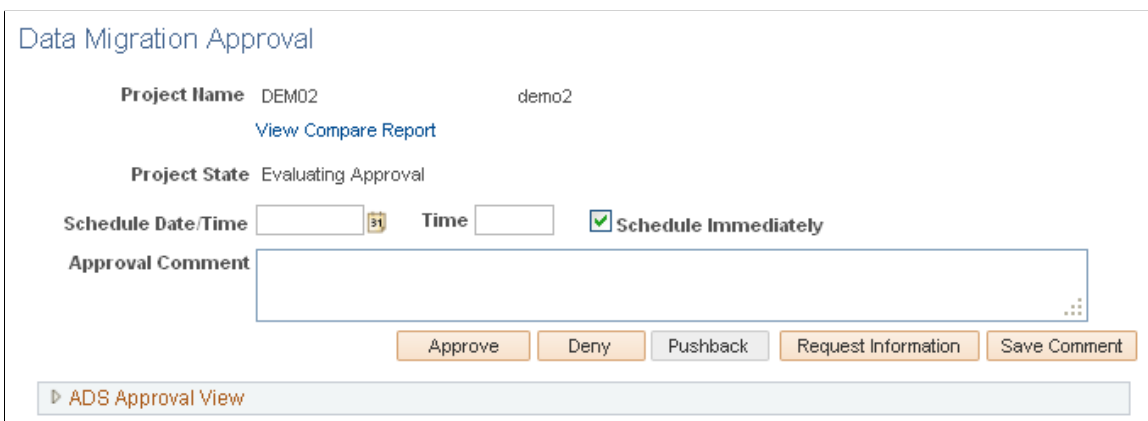 Data Migration Approval
Project Name DEM02 demo2
View Compare Report
Project State Evaluating Approval
Schedule Date/Time 31 Time Schedule Immediately
Approval Comment
Approve Deny Pushback Request Information Save Comment
ADS Approval View